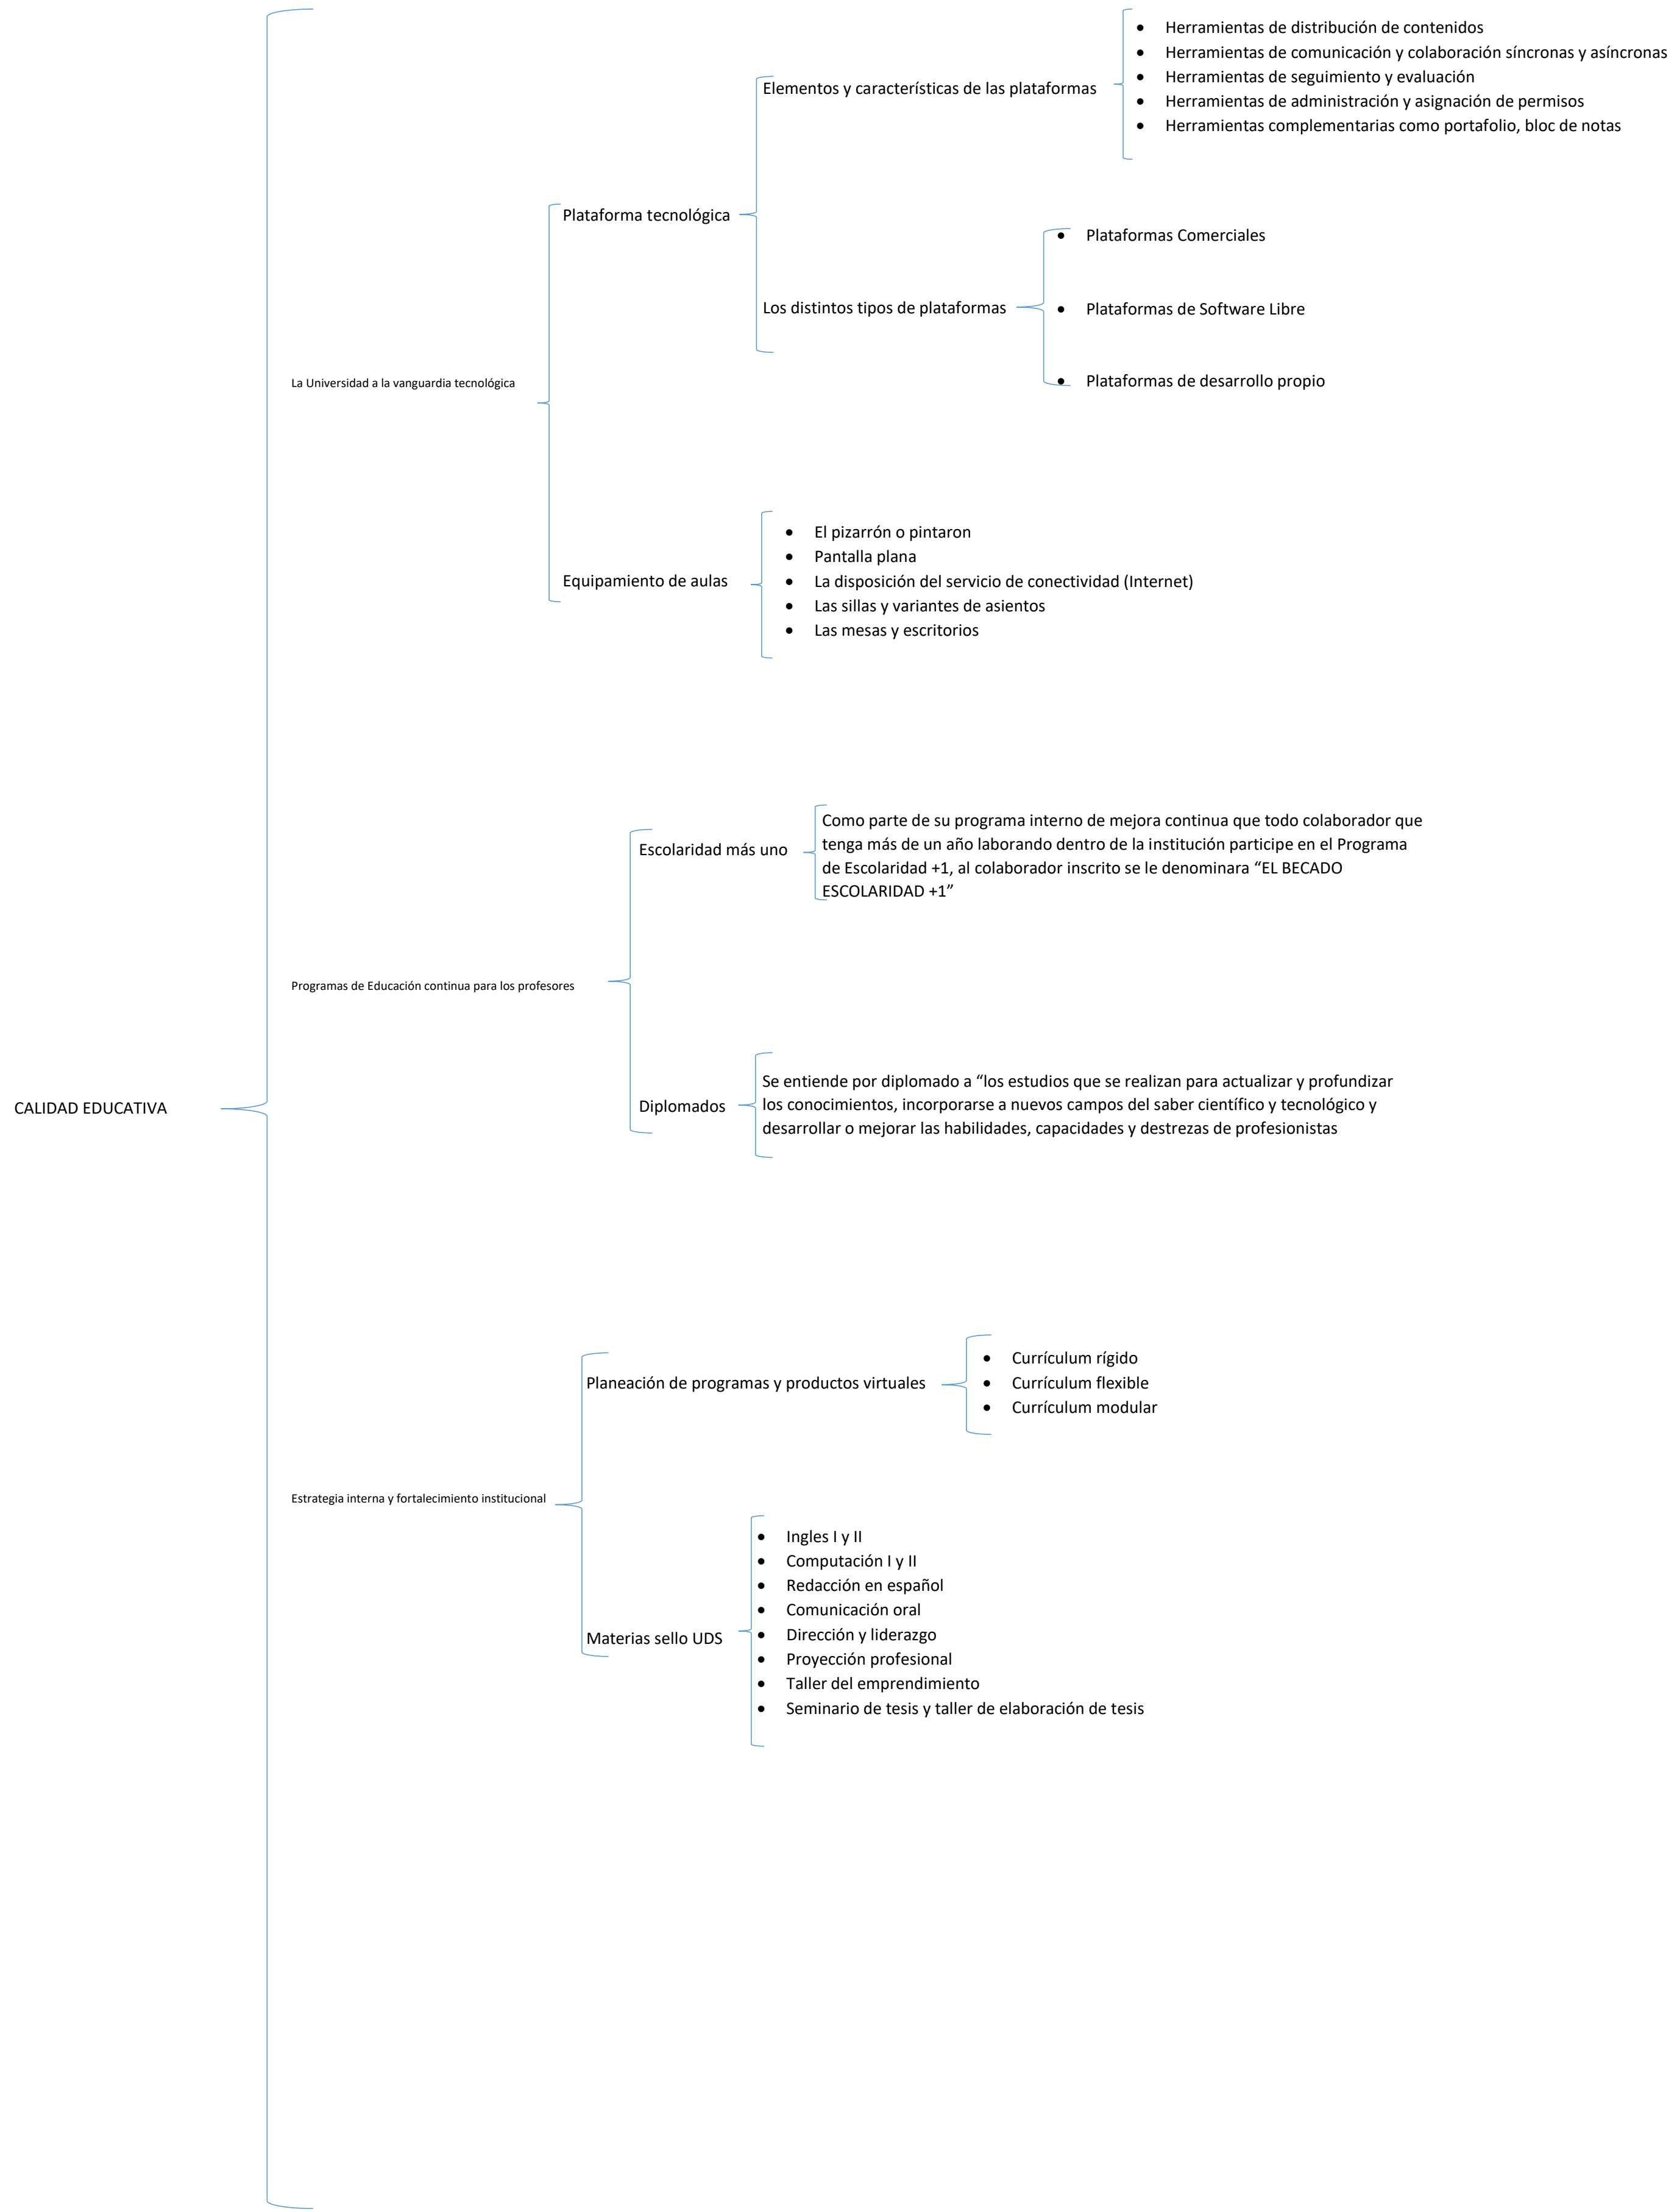 • Herramientas de distribución de contenidos
• Herramientas de comunicación y colaboración síncronas y asíncronas
• Herramientas de seguimiento y evaluación
• Herramientas de administración y asignación de permisos
• Herramientas complementarias como portafolio, bloc de notas
Elementos y características de las plataformas
Plataforma tecnológica
• Plataformas Comerciales
Los distintos tipos de plataformas
• Plataformas de Software Libre
• Plataformas de desarrollo propio
La Universidad a la vanguardia tecnológica
• El pizarrón o pintaron
• Pantalla plana
Equipamiento de aulas
• La disposición del servicio de conectividad (Internet)
• Las sillas y variantes de asientos
• Las mesas y escritorios
Escolaridad más uno
Como parte de su programa interno de mejora continua que todo colaborador que
tenga más de un año laborando dentro de la institución participe en el Programa
de Escolaridad +1, al colaborador inscrito se le denominara “EL BECADO
ESCOLARIDAD +1”
Programas de Educación continua para los profesores
CALIDAD EDUCATIVA
Diplomados
Se entiende por diplomado a “los estudios que se realizan para actualizar y profundizar
los conocimientos, incorporarse a nuevos campos del saber científico y tecnológico y
desarrollar o mejorar las habilidades, capacidades y destrezas de profesionistas
Planeación de programas y productos virtuales
• Currículum rígido
• Currículum flexible
• Currículum modular
Estrategia interna y fortalecimiento institucional
Materias sello UDS
• Ingles I y II
• Computación I y II
• Redacción en español
• Comunicación oral
• Dirección y liderazgo
• Proyección profesional
• Taller del emprendimiento
• Seminario de tesis y taller de elaboración de tesis